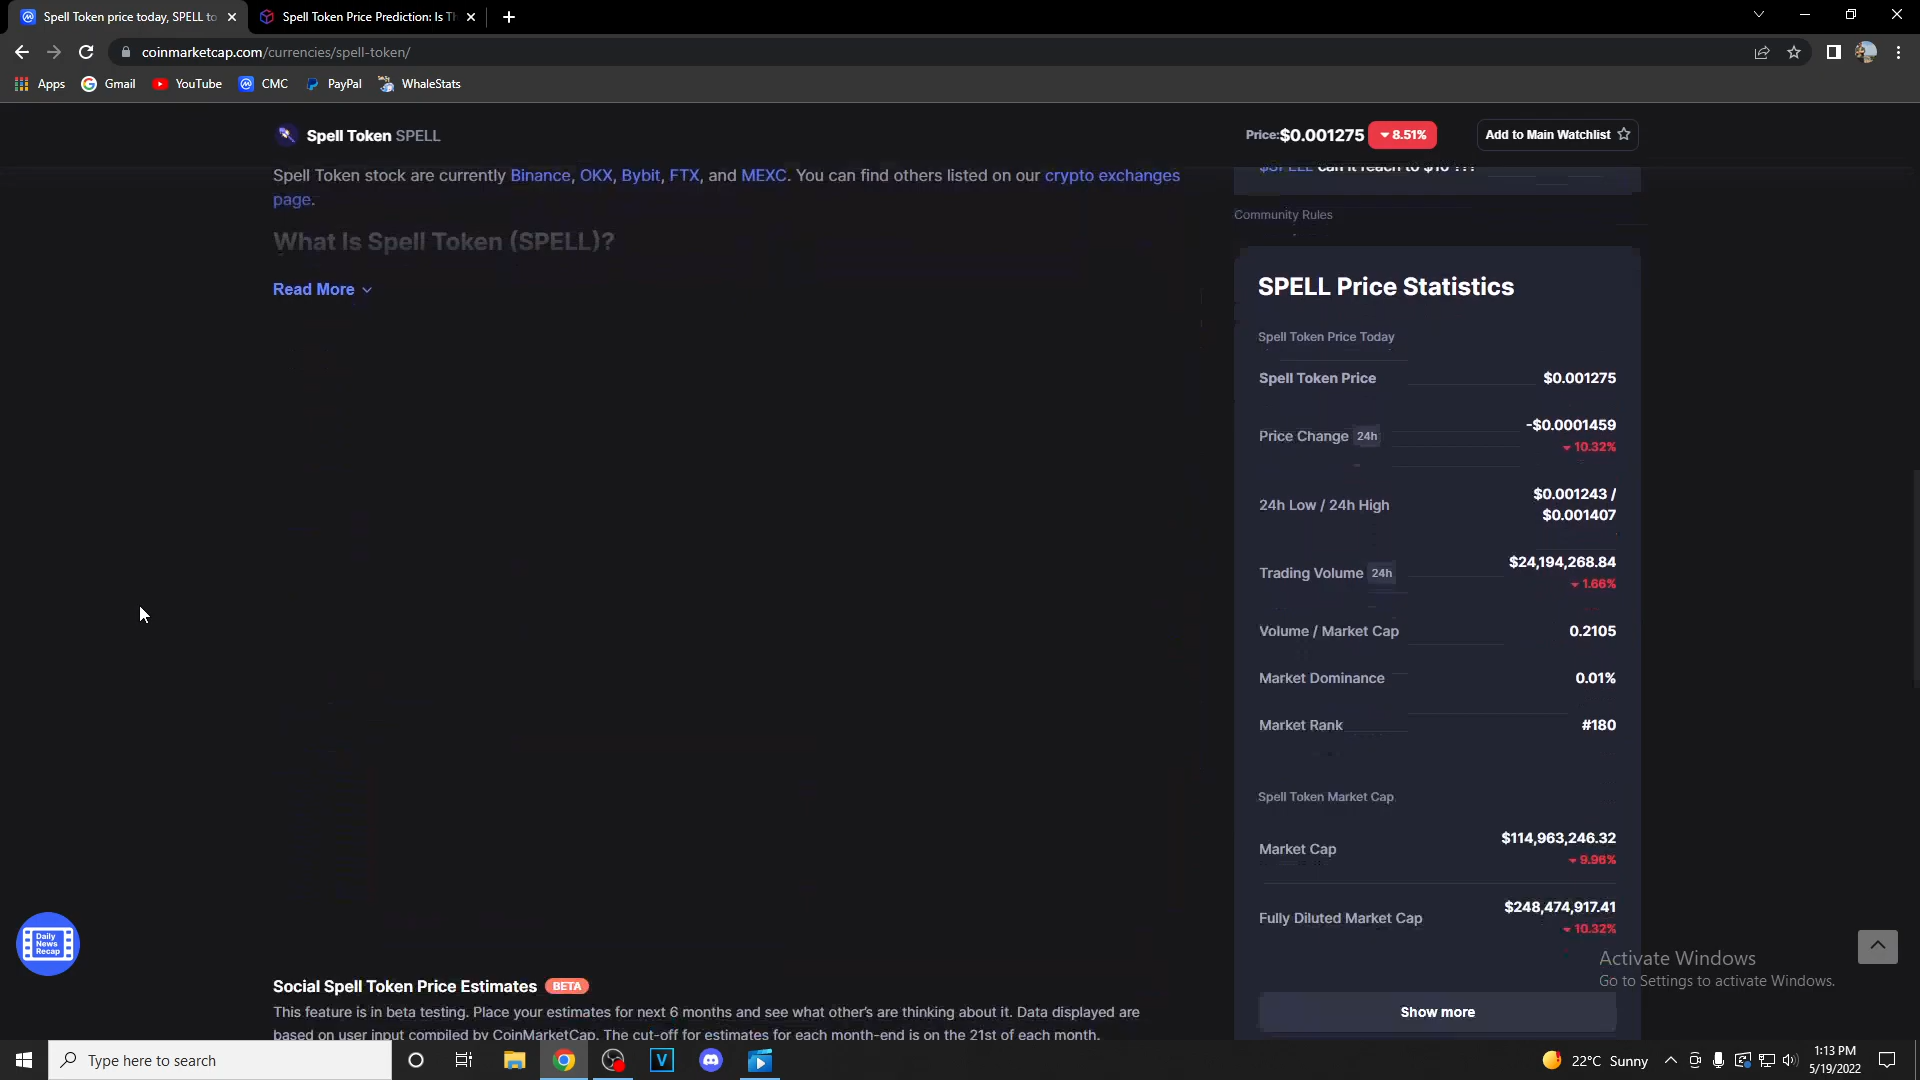 Spell Token price today, SPELL to
Spell Token Price Prediction: Is Th
coinmarketcap.com/currencies/spell-token/
Apps
Gmail
YouTube
CMC
PayPal
WhaleStats
Spell Token SPELL
Price:$0.001275
8.51%
Add to Main Watchlist
Spell Token stock are currently Binance, OKX, Bybit, FTX, and MEXC. You can find others listed on our crypto exchanges
page.
What Is Spell Token (SPELL)?
Read More
$SPELL can it reach to $10 ???
Community Rules
SPELL Price Statistics
Spell Token Price Today
Spell Token Price
$0.001275
Price Change 24h
-$0.0001459
10.32%
24h Low / 24h High
$0.001243 /
$0.001407
Trading Volume 24h
$24,194,268.84
1.66%
Volume / Market Cap
0.2105
Market Dominance
0.01%
Market Rank
#180
Spell Token Market Cap
Market Cap
$114,963,246.32
9.96%
Fully Diluted Market Cap
$248,474,917.41
10.32%
Show more
Daily
News
Recap
Social Spell Token Price Estimates BETA
This feature is in beta testing. Place your estimates for next 6 months and see what other's are thinking about it. Data displayed are
based on user input compiled by CoinMarketCap. The cut-off for estimates for each month-end is on the 21st of each month.
Activate Windows
Go to Settings to activate Windows.
Type here to search
V
22°C Sunny
1:13 PM
5/19/2022